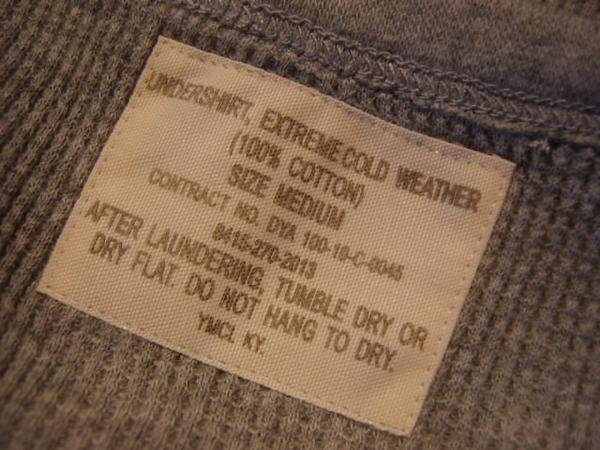 UNDERSHIRT, EXTREME COLD WEATHER
(100% COTTON)
SIZE MEDIUM
CONTRACT NO. DYA 100-10-C-0045
8415-270-2013
AFTER LAUNDERING, TUMBLE DRY OR
DRY FLAT. DO NOT HANG TO DRY.
YMCL KY.